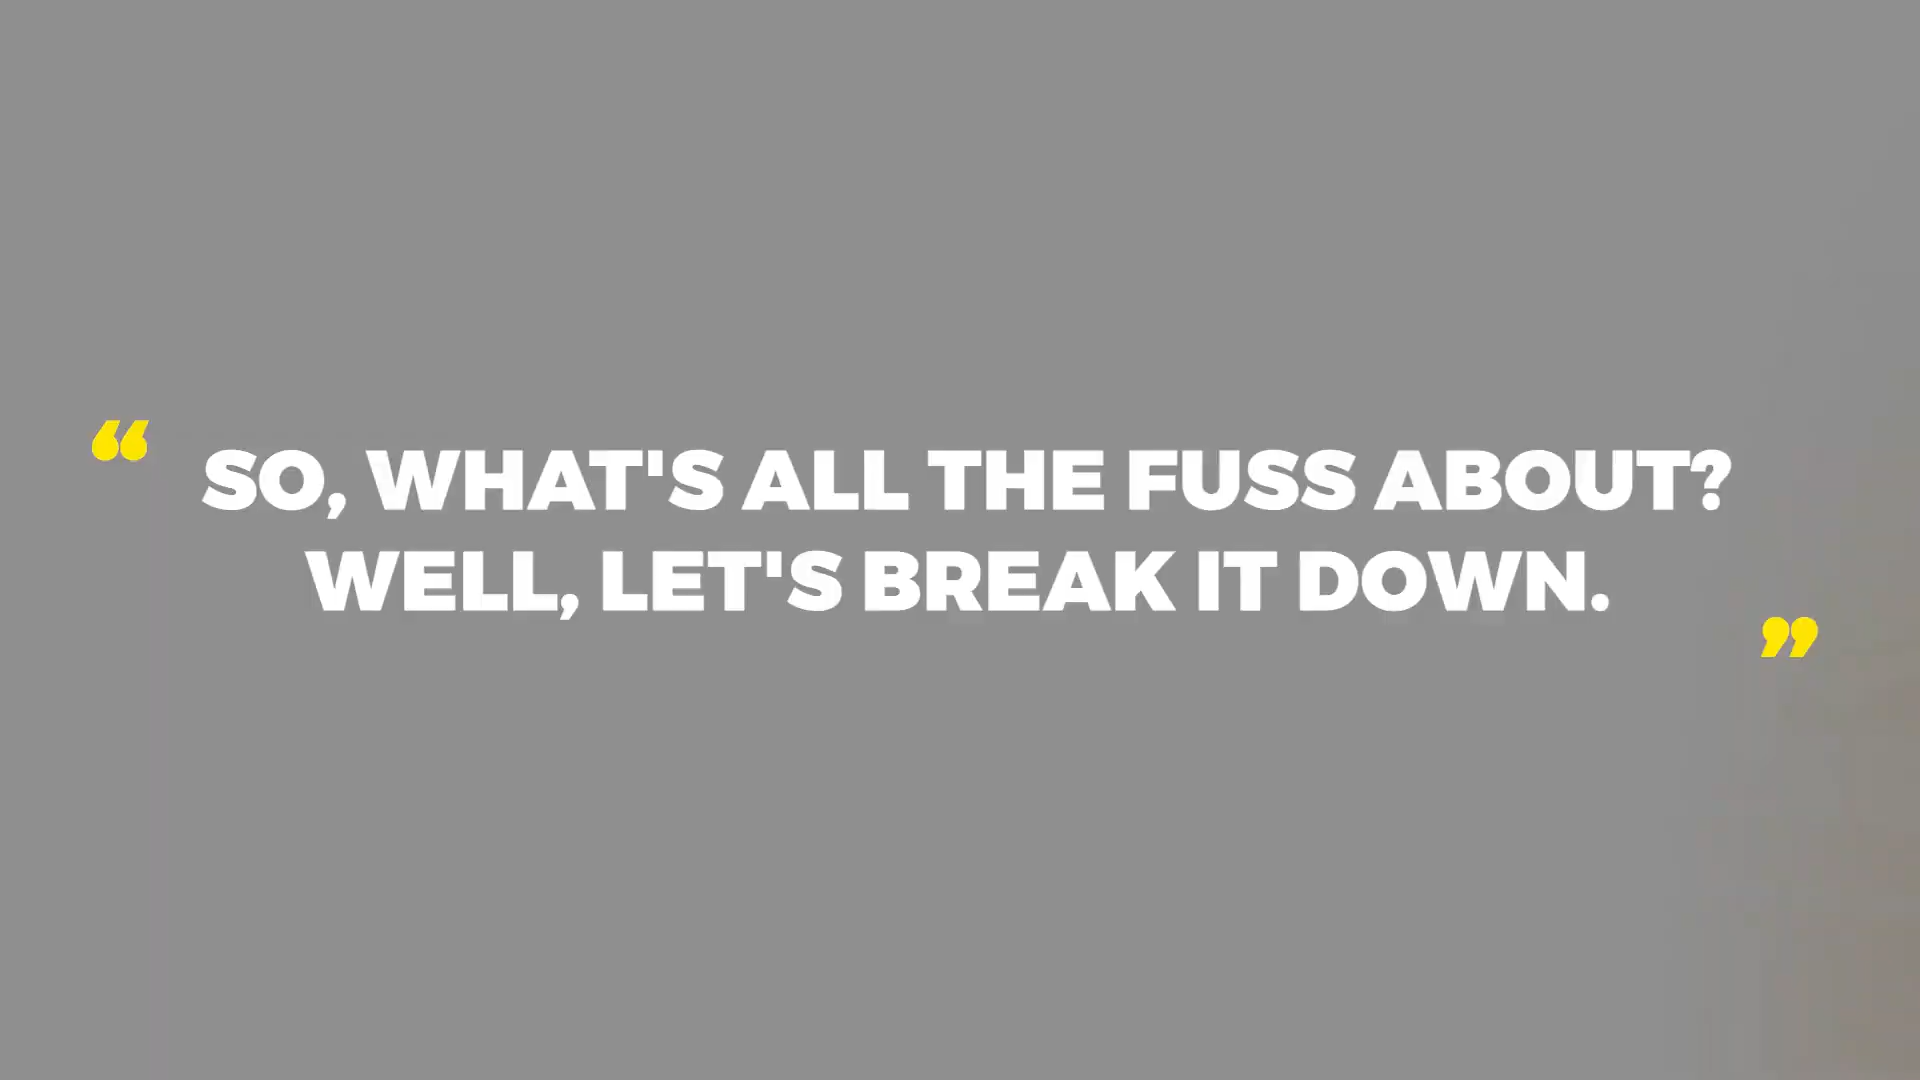 “ SO, WHAT'S ALL THE FUSS ABOUT?
WELL, LET'S BREAK IT DOWN. ”